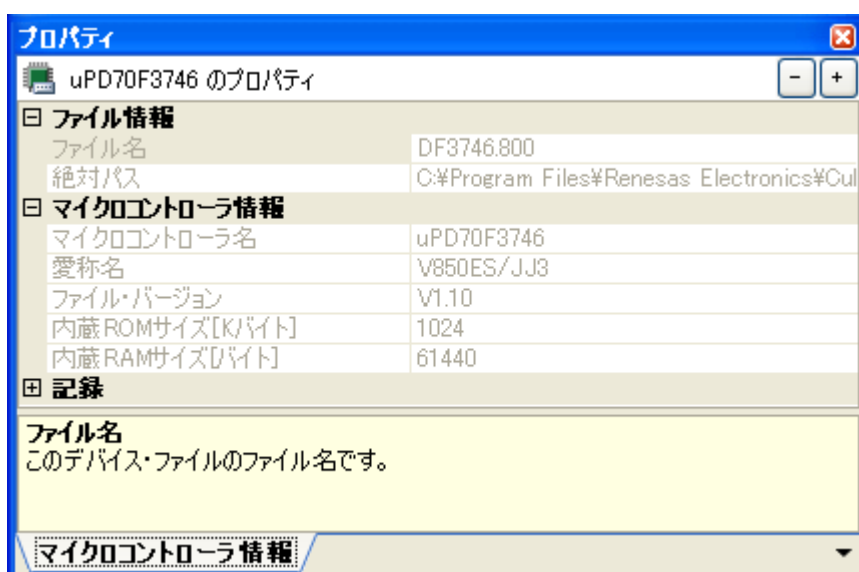 プロパティ
uPD70F3746 のプロパティ
ファイル情報
ファイル名 DF3746.800
絶対パス C:¥Program Files¥Renesas Electronics¥Cu
マイクロコントローラ情報
マイクロコントローラ名 uPD70F3746
愛称名 V850ES/JJ3
ファイル・バージョン V1.10
内蔵ROMサイズ[Kバイト] 1024
内蔵RAMサイズ[バイト] 61440
記録
ファイル名
このデバイス・ファイルのファイル名です。
マイクロコントローラ情報